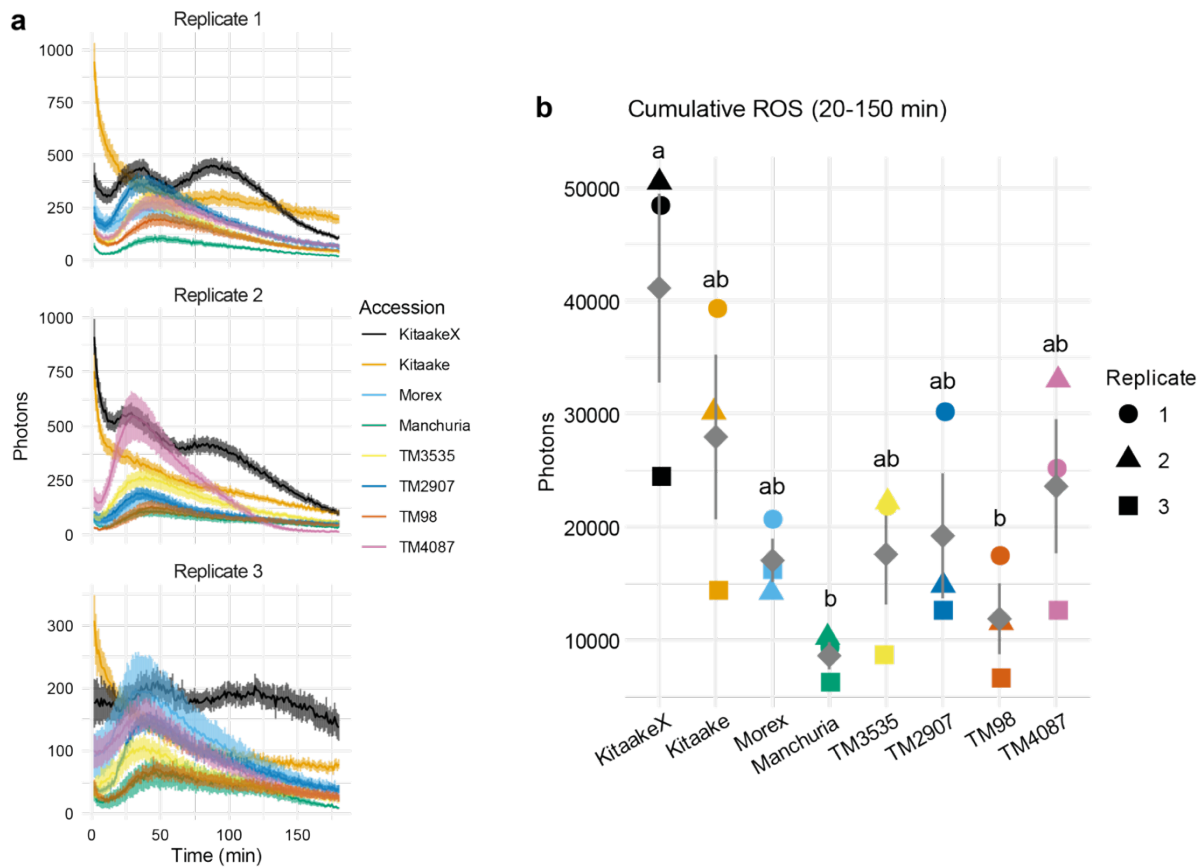 a
Replicate 1
1000
750
500
250
0
Replicate 2
1000
750
500
250
0
Replicate 3
300
200
100
0
0
50
100
150
Time (min)
Photons
Accession
KitaakeX
Kitaake
Morex
Manchuria
TM3535
TM2907
TM98
TM4087
b
Cumulative ROS (20-150 min)
50000
40000
30000
20000
10000
Photons
a
ab
ab
b
ab
ab
b
ab
KitaakeX
Kitaake
Morex
Manchuria
TM3535
TM2907
TM98
TM4087
Replicate
1
2
3